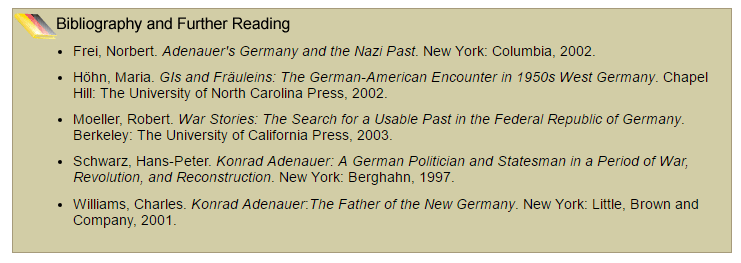 Bibliography and Further Reading
• Frei, Norbert. Adenauer's Germany and the Nazi Past. New York: Columbia, 2002.
• Höhn, Maria. GIs and Fräuleins: The German-American Encounter in 1950s West Germany. Chapel
Hill: The University of North Carolina Press, 2002.
• Moeller, Robert. War Stories: The Search for a Usable Past in the Federal Republic of Germany.
Berkeley: The University of California Press, 2003.
• Schwarz, Hans-Peter. Konrad Adenauer: A German Politician and Statesman in a Period of War,
Revolution, and Reconstruction. New York: Berghahn, 1997.
• Williams, Charles. Konrad Adenauer:The Father of the New Germany. New York: Little, Brown and
Company, 2001.